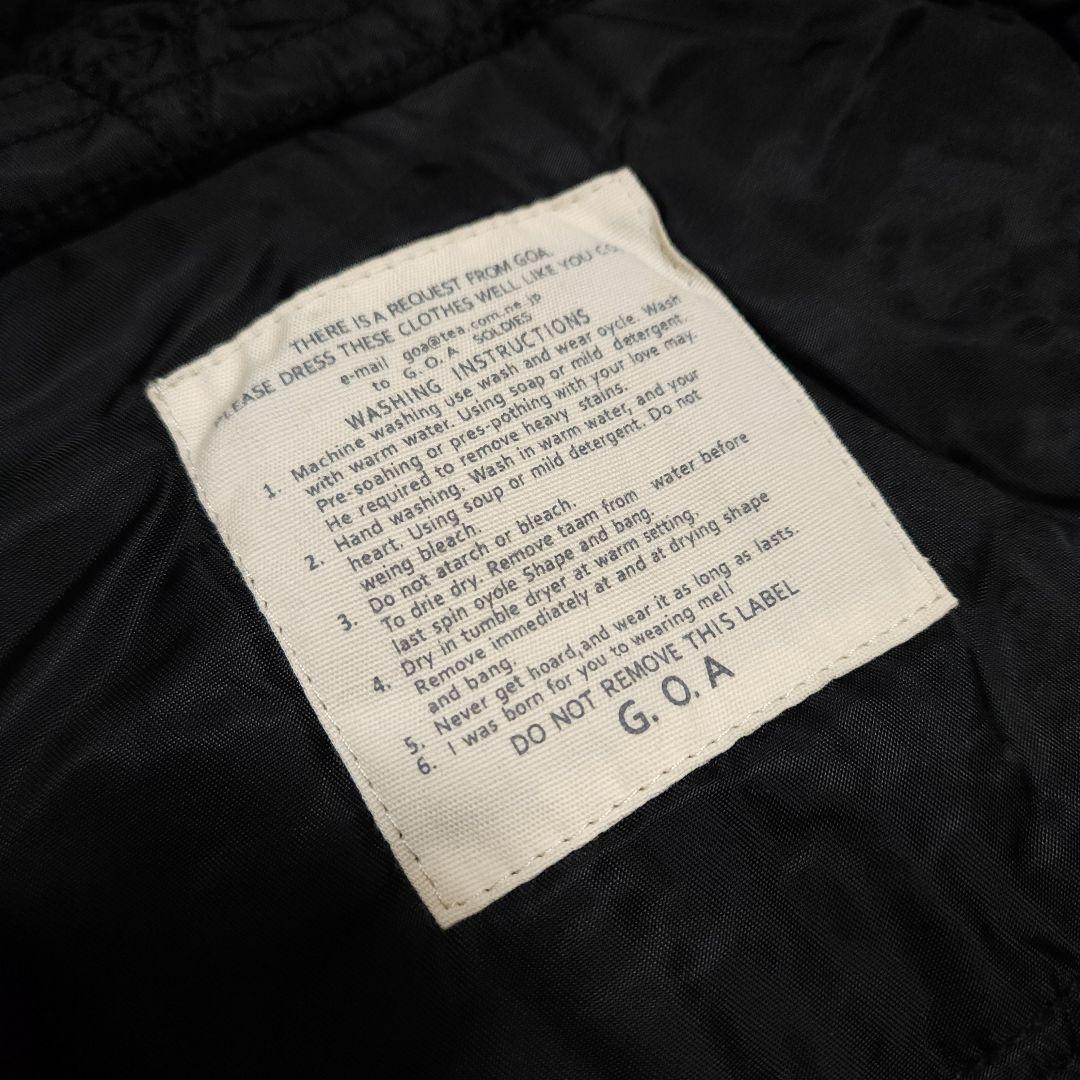 THERE IS A REQUEST FROM GOA.
PLEASE DRESS THESE CLOTHES WELL LIKE YOU
e-mail goa@tea.com.ne.jp
to G. O. A SOLDIES
WASHING INSTRUCTIONS
1. Machine washing use wash and wear oycle. Wash
with warm water. Using soap or mild detergent.
Pre-soahing or pres-pothing with your love may.
He required to remove heavy stains.
2. Hand washing. Wash in warm water, and your
heart. Using soup or mild detergent. Do not
weing bleach.
3. Do not atarch or bleach.
To drie dry. Remove taam from water before
last spin oyole Shape and bang.
4. Dry in tumble dryer at warm setting.
Remove immediately at and at drying shape
and bang.
5. Never get hoard,and wear it as long as lasts.
6. I was born for you to wearing me!!
DO NOT REMOVE THIS LABEL
G. O. A